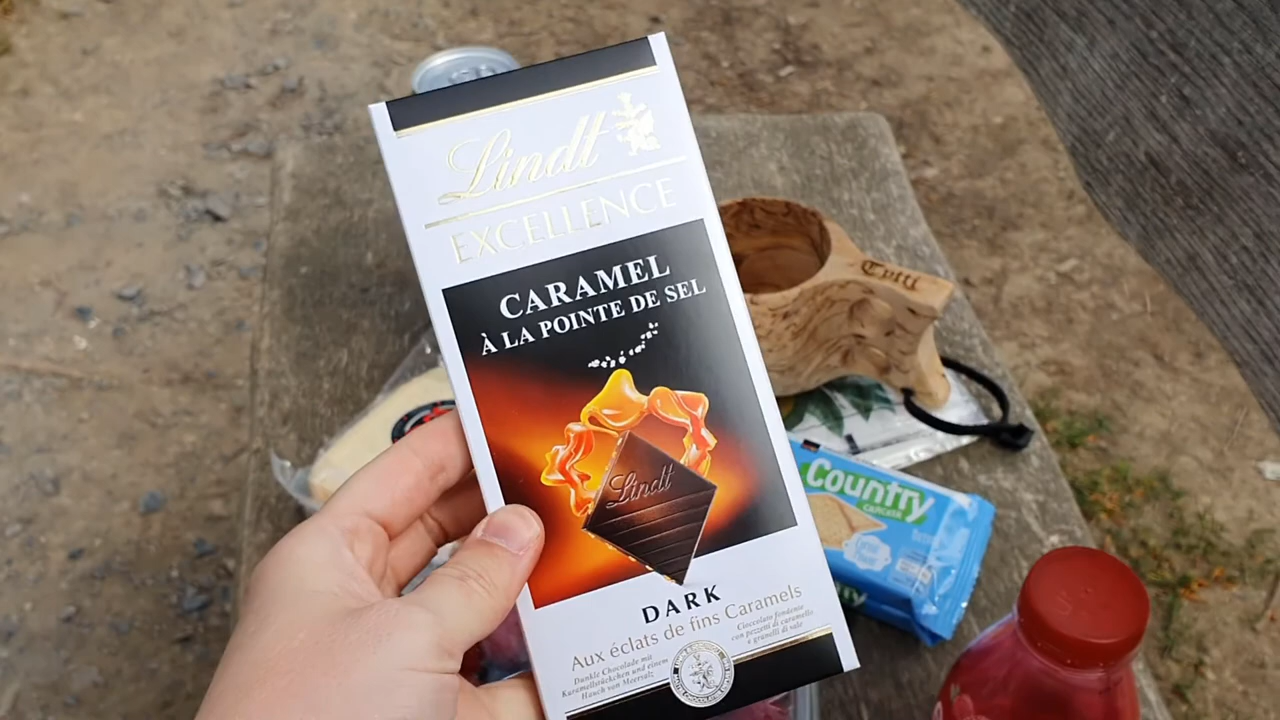 Lindt
EXCELLENCE
CARAMEL
À LA POINTE DE SEL
Lindt
DARK
Aux éclats de fins Caramels
Dunkle Chocolade mit
Karamellstückchen und einem
Hauch von Meersalz
Cioccolato fondente
con pezzetti di caramello
e granelli di sale
Country